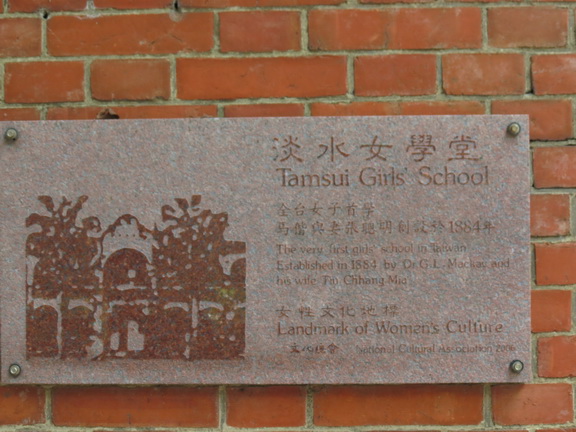 淡水女學堂
Tamsui Girls' School
全台女子首學
馬偕與妻張聰明創設於1884年
The very first girls' school in Taiwan
Established in 1884 by Dr G.L. Mackay and
his wife Tiu Chhang Mia
女性文化地標
Landmark of Women's Culture
National Cultural Association 2006